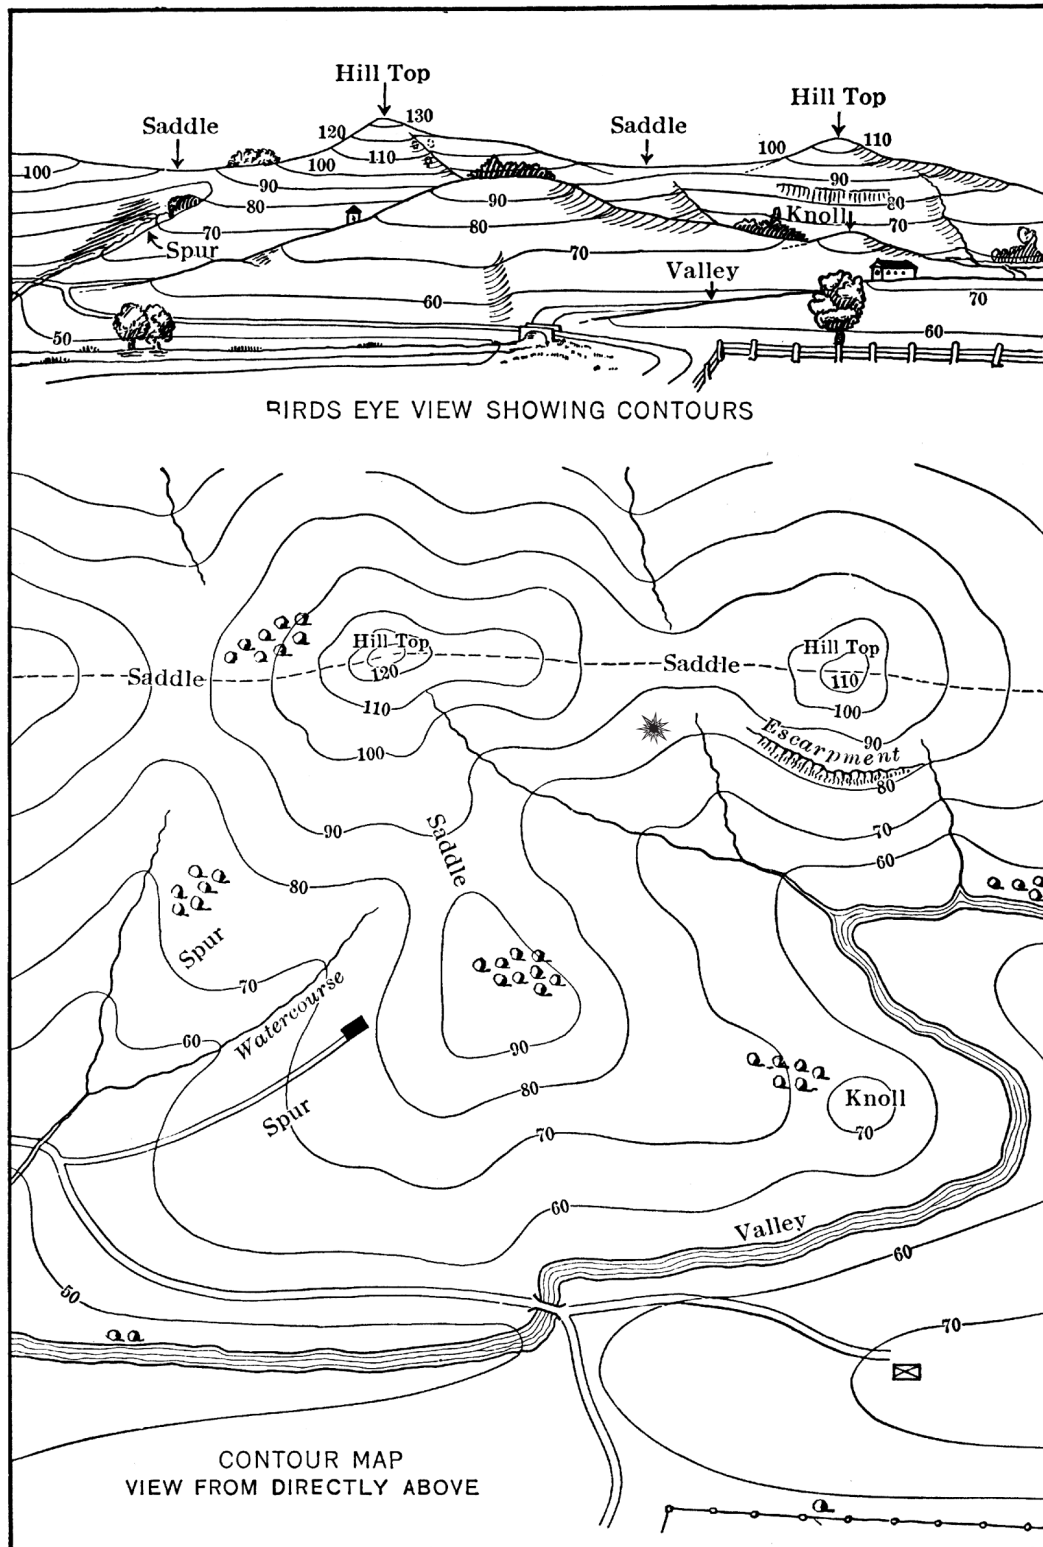 Hill Top
Hill Top
130
120
Saddle
Saddle
110
100
100
100
110
90
90
80
90
80
Knoll
70
Spur
80
70
70
Valley
60
70
50
60
BIRDS EYE VIEW SHOWING CONTOURS
Hill Top
Hill Top
Saddle
Saddle
120
110
110
100
100
90
Escarpment
80
90
Saddle
70
60
80
Spur
70
Watercourse
60
90
80
Knoll
Spur
70
70
60
Valley
60
50
70
CONTOUR MAP
VIEW FROM DIRECTLY ABOVE